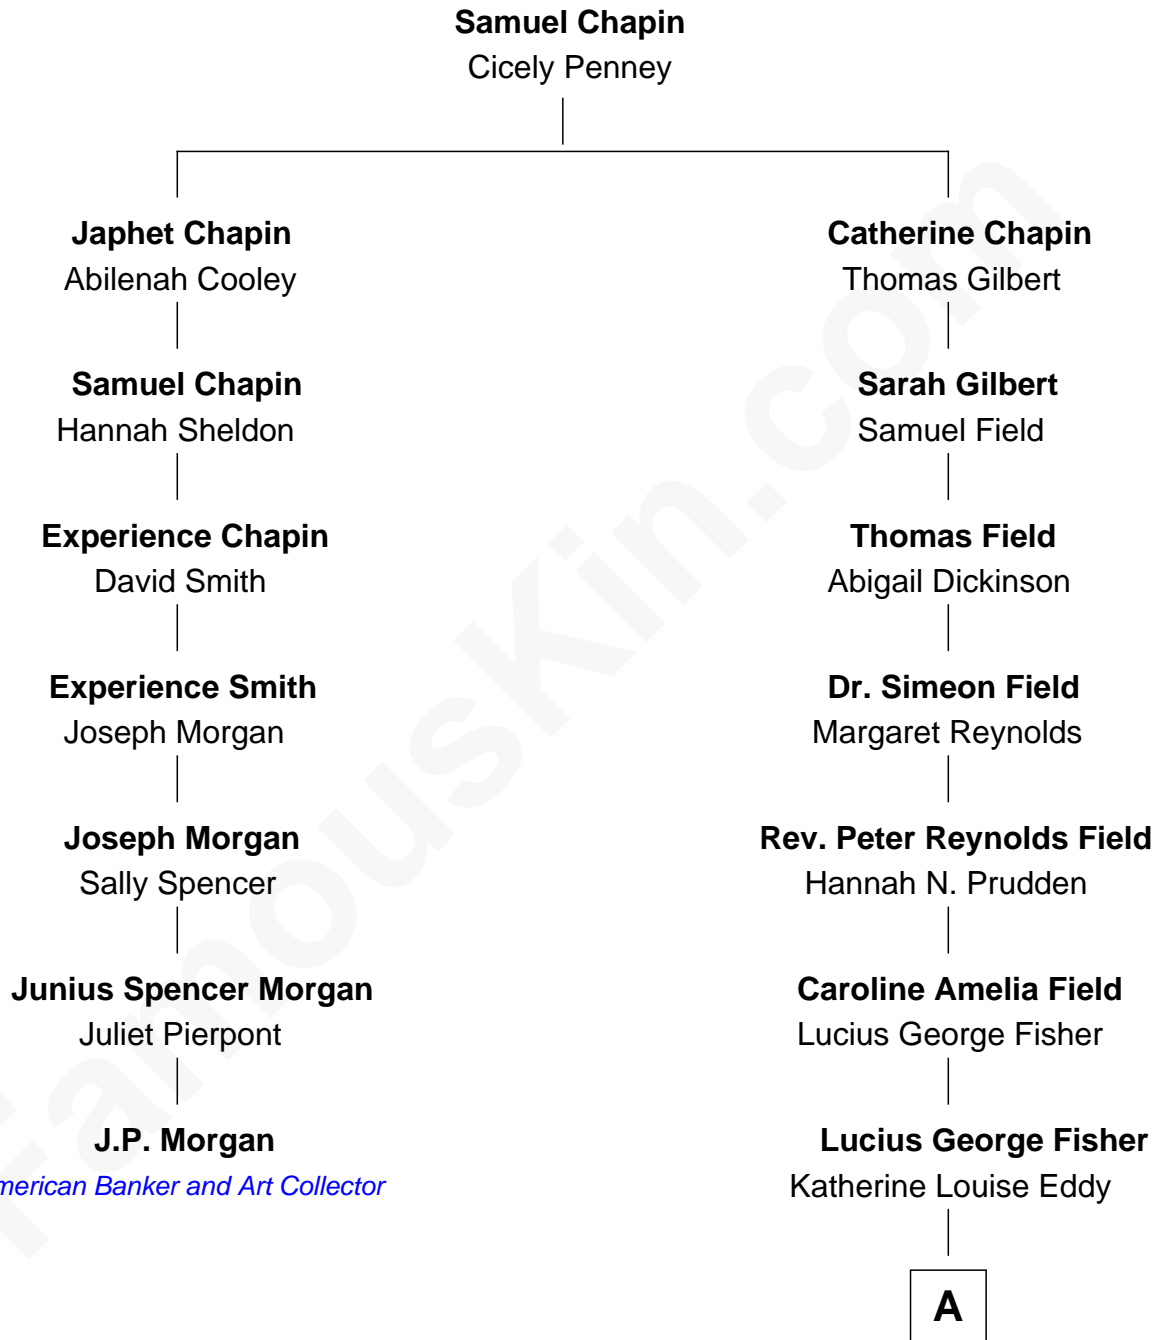 Samuel Chapin
Cicely Penney
Japhet Chapin
Abilenah Cooley
Catherine Chapin
Thomas Gilbert
Samuel Chapin
Hannah Sheldon
Sarah Gilbert
Samuel Field
Experience Chapin
David Smith
Thomas Field
Abigail Dickinson
Experience Smith
Joseph Morgan
Dr. Simeon Field
Margaret Reynolds
Joseph Morgan
Sally Spencer
Rev. Peter Reynolds Field
Hannah N. Prudden
Junius Spencer Morgan
Juliet Pierpont
Caroline Amelia Field
Lucius George Fisher
J.P. Morgan
merican Banker and Art Collector
Lucius George Fisher
Katherine Louise Eddy
A
FamousKin.com